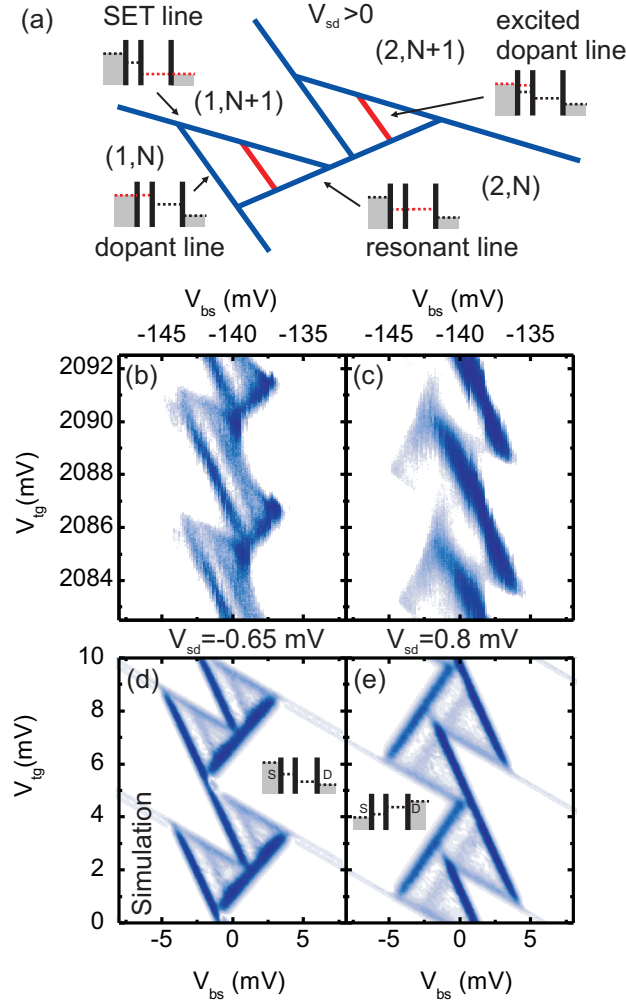 (a)
SET line
V_sd >0
excited
dopant line
(2,N+1)
(1,N+1)
(1,N)
(2,N)
dopant line
resonant line
V_bs (mV)
V_bs (mV)
-145 -140 -135
-145 -140 -135
(b)
(c)
V_tg(mV)
2092
2090
2088
2086
2084
V_sd=-0.65 mV
V_sd=0.8 mV
(d)
(e)
V_tg(mV)
10
8
6
4
2
0
S D
S D
Simulation
-5 0 5
-5 0 5
V_bs (mV)
V_bs (mV)